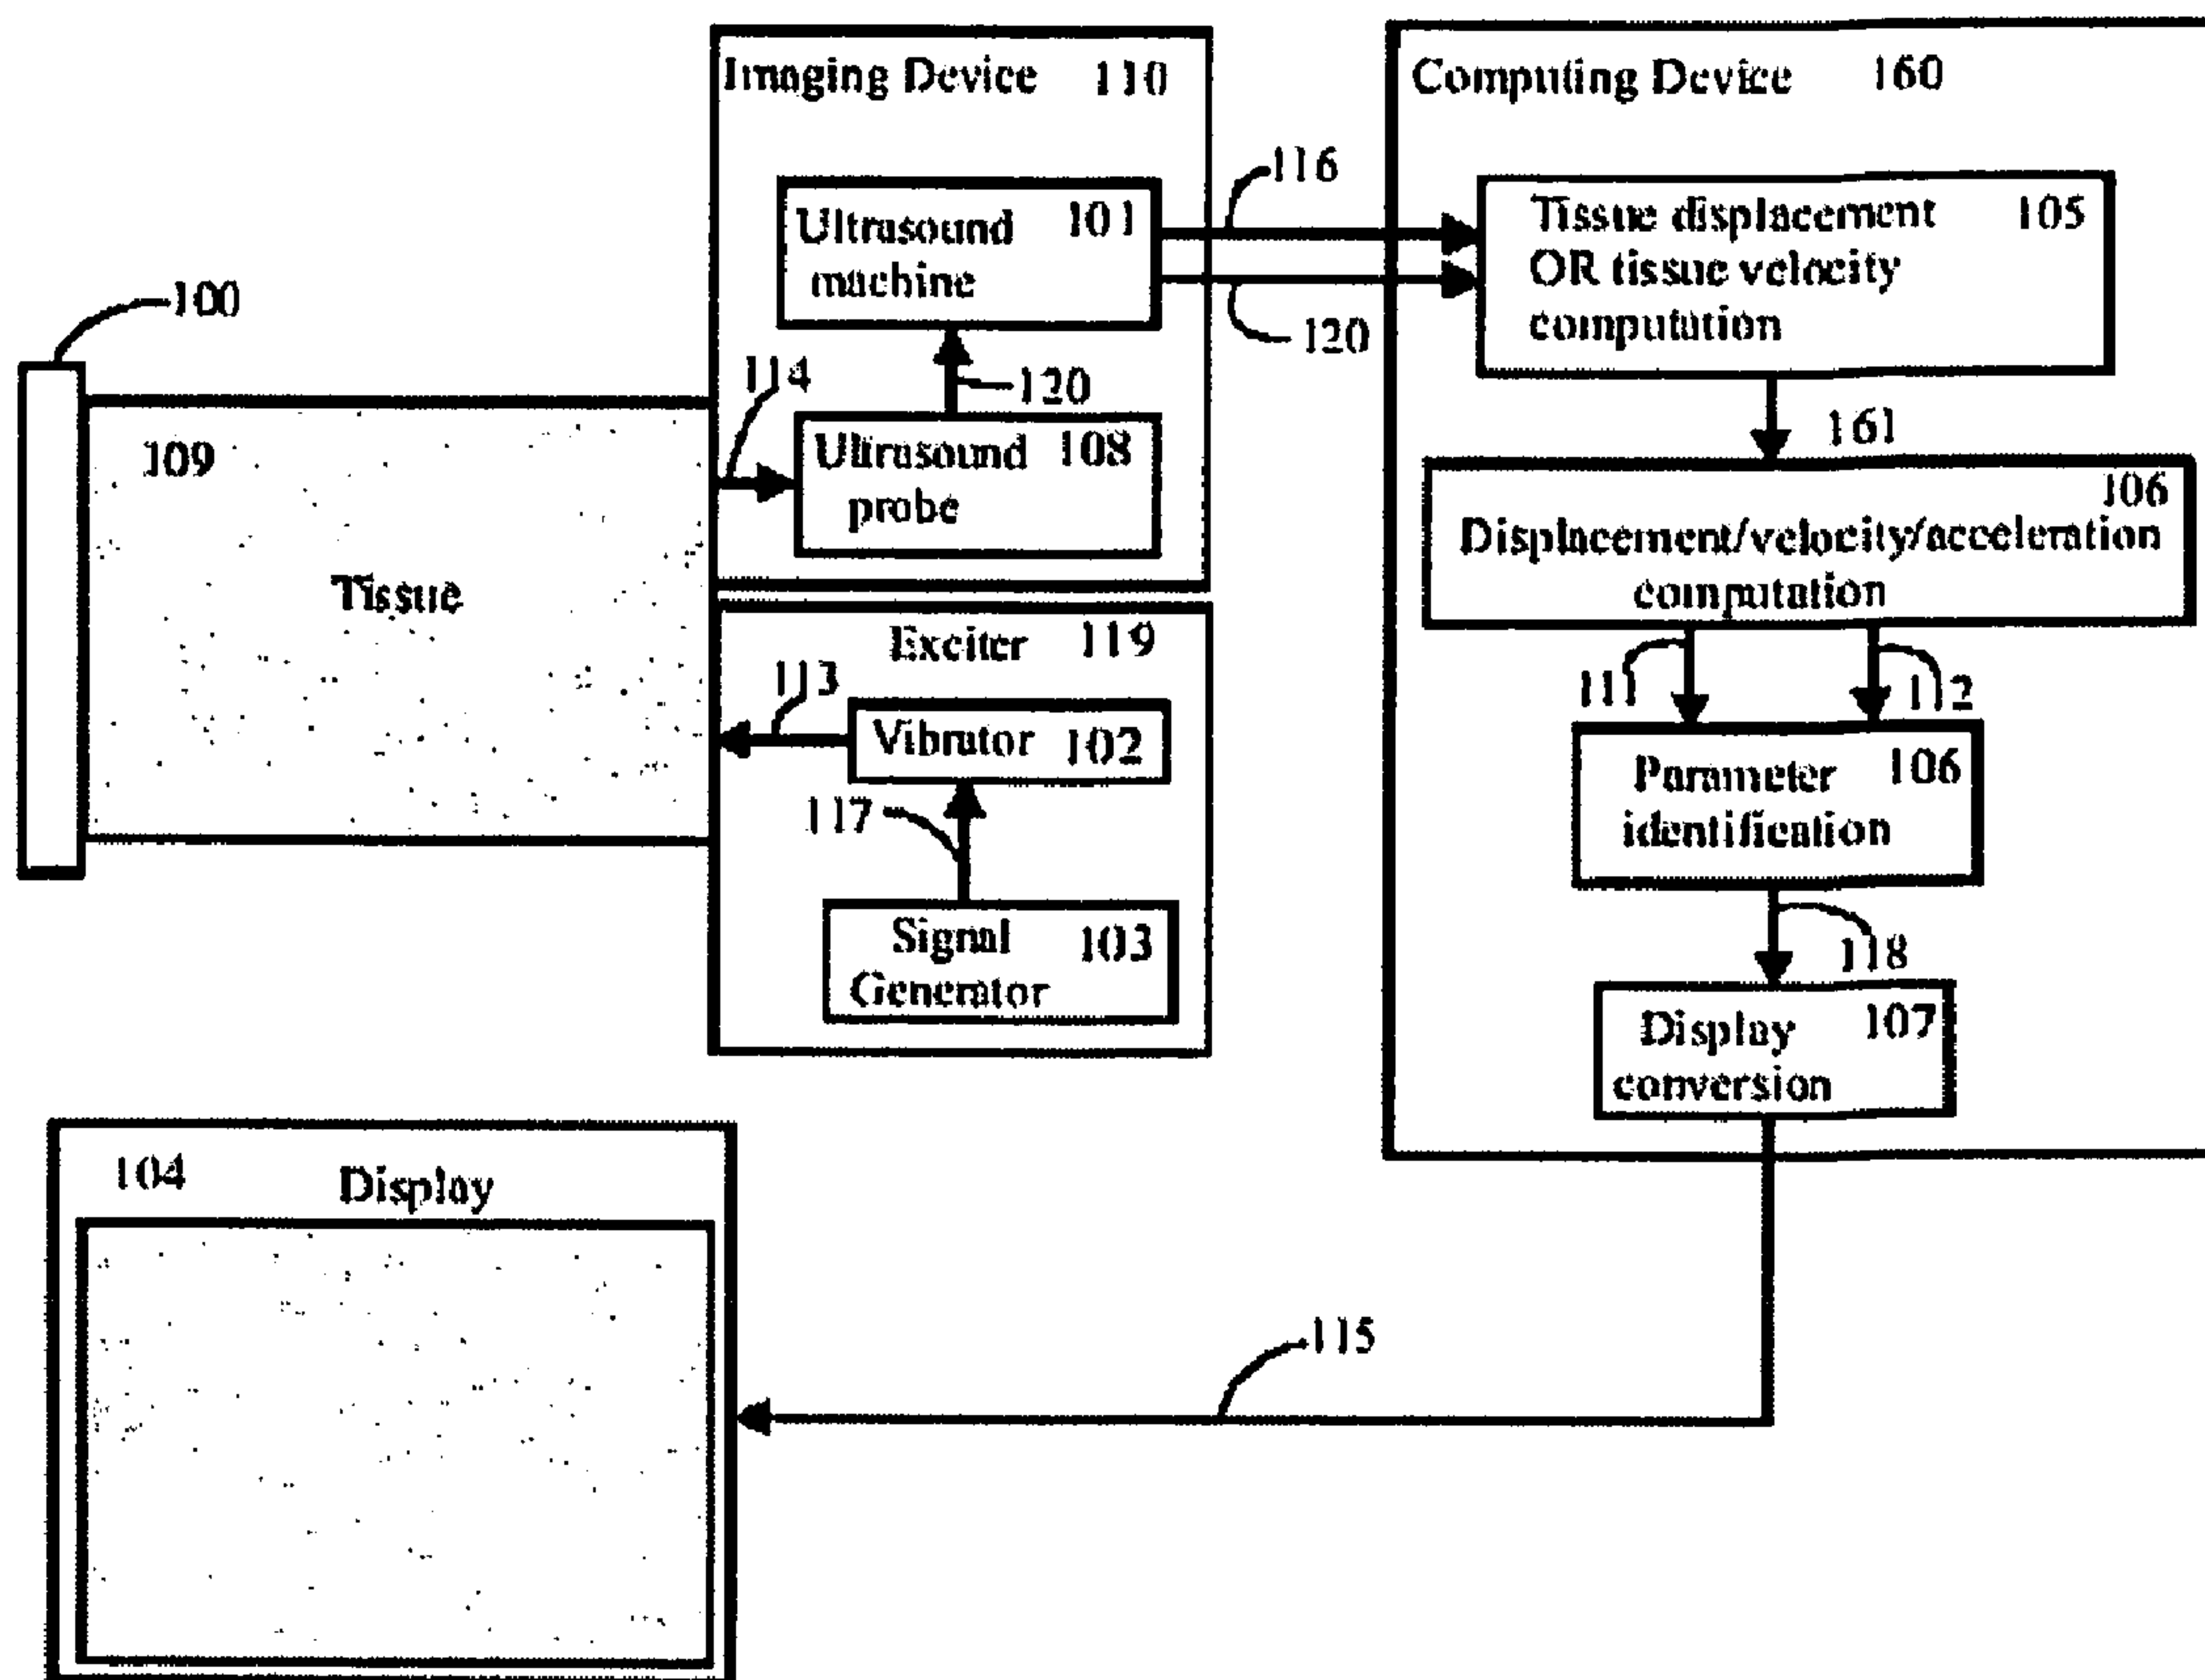 Imaging Device 110
Ultrasound 101
machine
120
Ultrasound 108
probe
114
100
109
Tissue
Exciter 119
113
Vibrator 102
117
Signal 103
Generator
116
120
Computing Device 160
Tissue displacement 105
OR tissue velocity
computation
161
106
Displacement/velocity/acceleration
computation
111
112
Parameter 106
identification
118
Display 107
conversion
115
104
Display